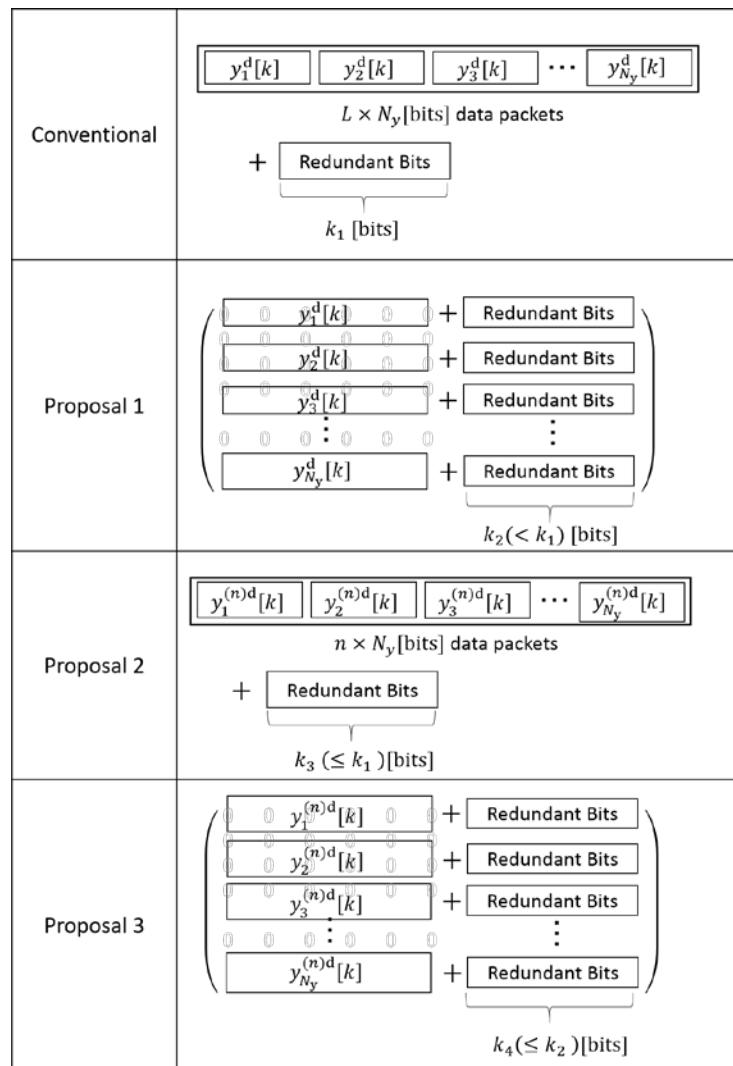 Conventional
y_1^d[k] y_2^d[k] y_3^d[k] ⋯ y_{N_y}^d[k]
L × N_y[bits] data packets
+ Redundant Bits
k_1 [bits]
Proposal 1
y_1^d[k] + Redundant Bits
y_2^d[k] + Redundant Bits
y_3^d[k] + Redundant Bits
⋮ ⋮
y_{N_y}^d[k] + Redundant Bits
k_2(< k_1) [bits]
Proposal 2
y_1^{(n)d}[k] y_2^{(n)d}[k] y_3^{(n)d}[k] ⋯ y_{N_y}^{(n)d}[k]
n × N_y[bits] data packets
+ Redundant Bits
k_3 (≤ k_1 )[bits]
Proposal 3
y_1^{(n)d}[k] + Redundant Bits
y_2^{(n)d}[k] + Redundant Bits
y_3^{(n)d}[k] + Redundant Bits
⋮ ⋮
y_{N_y}^{(n)d}[k] + Redundant Bits
k_4(≤ k_2 )[bits]